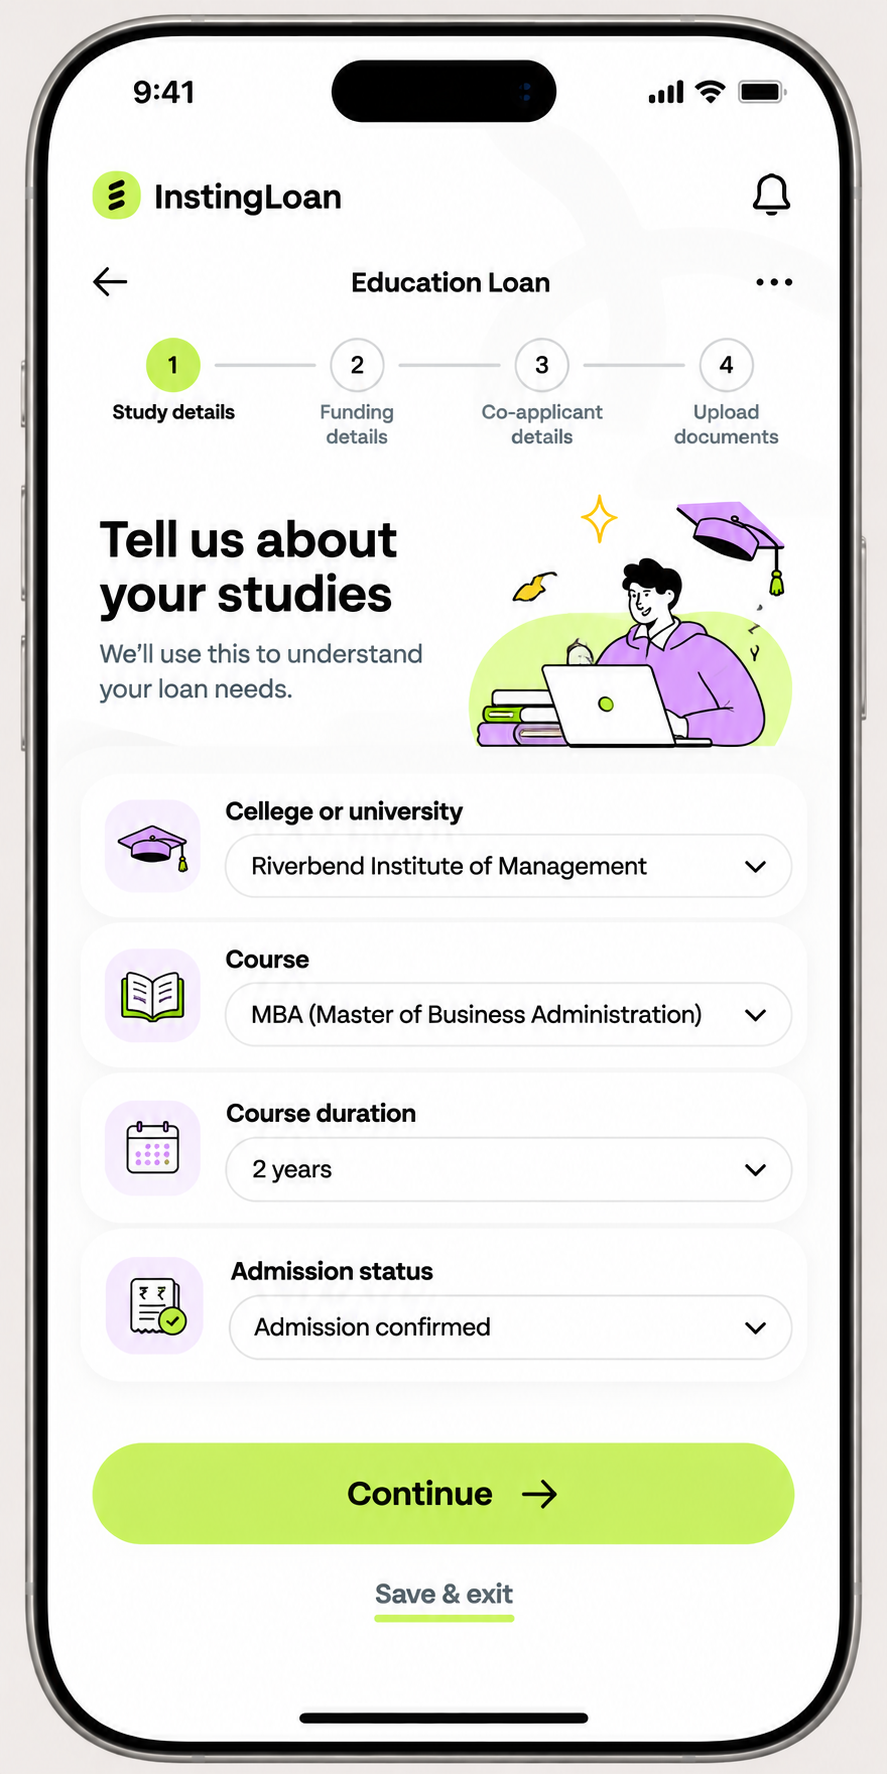 9:41
InstingLoan
Education Loan
1
2
3
4
Study details
Funding
details
Co-applicant
details
Upload
documents
Tell us about
your studies
We'll use this to understand
your loan needs.
Cellege or university
Riverbend Institute of Management
Course
MBA (Master of Business Administration)
Course duration
2 years
Admission status
₹ ₹
Admission confirmed
Continue
Save & exit